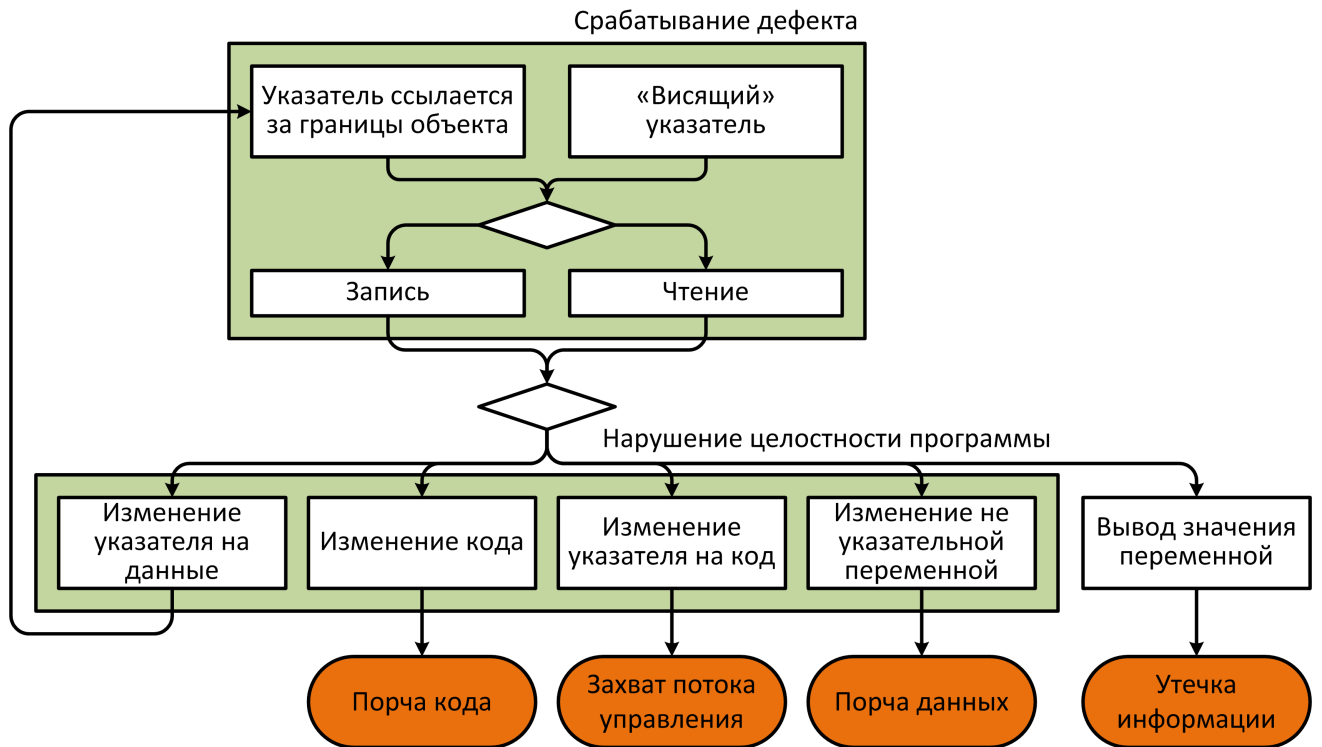 Срабатывание дефекта
Указатель ссылается
за границы объекта
«Висящий»
указатель
Запись
Чтение
Нарушение целостности программы
Изменение
указателя на
данные
Изменение кода
Изменение
указателя на код
Изменение не
указательной
переменной
Вывод значения
переменной
Порча кода
Захват потока
управления
Порча данных
Утечка
информации